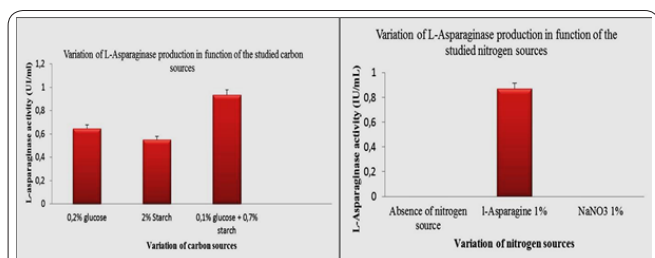 Variation of L-Asparaginase production in function of the studied carbon
sources
L-asparaginase activity (UI/ml)
1,2
1
0,8
0,6
0,4
0,2
0
0,2% glucose
2% Starch
0,1% glucose + 0,7%
starch
Variation of carbon sources
Variation of L-Asparaginase production in function of the
studied nitrogen sources
L-Asparaginase activity (IU/mL)
1
0,8
0,6
0,4
0,2
0
Absence of nitrogen
source
l-Asparagine 1%
NaNO3 1%
Variation of nitrogen sources